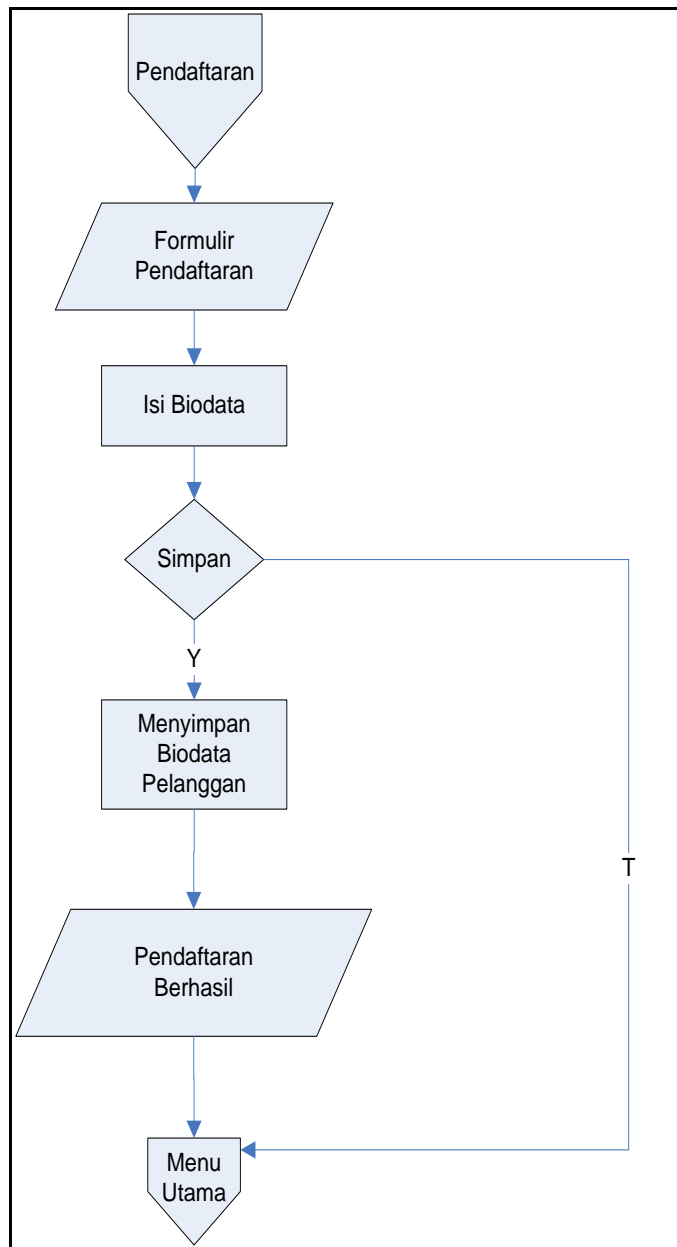 Pendaftaran
Formulir
Pendaftaran
Isi Biodata
Simpan
Y
Menyimpan
Biodata
Pelanggan
T
Pendaftaran
Berhasil
Menu
Utama